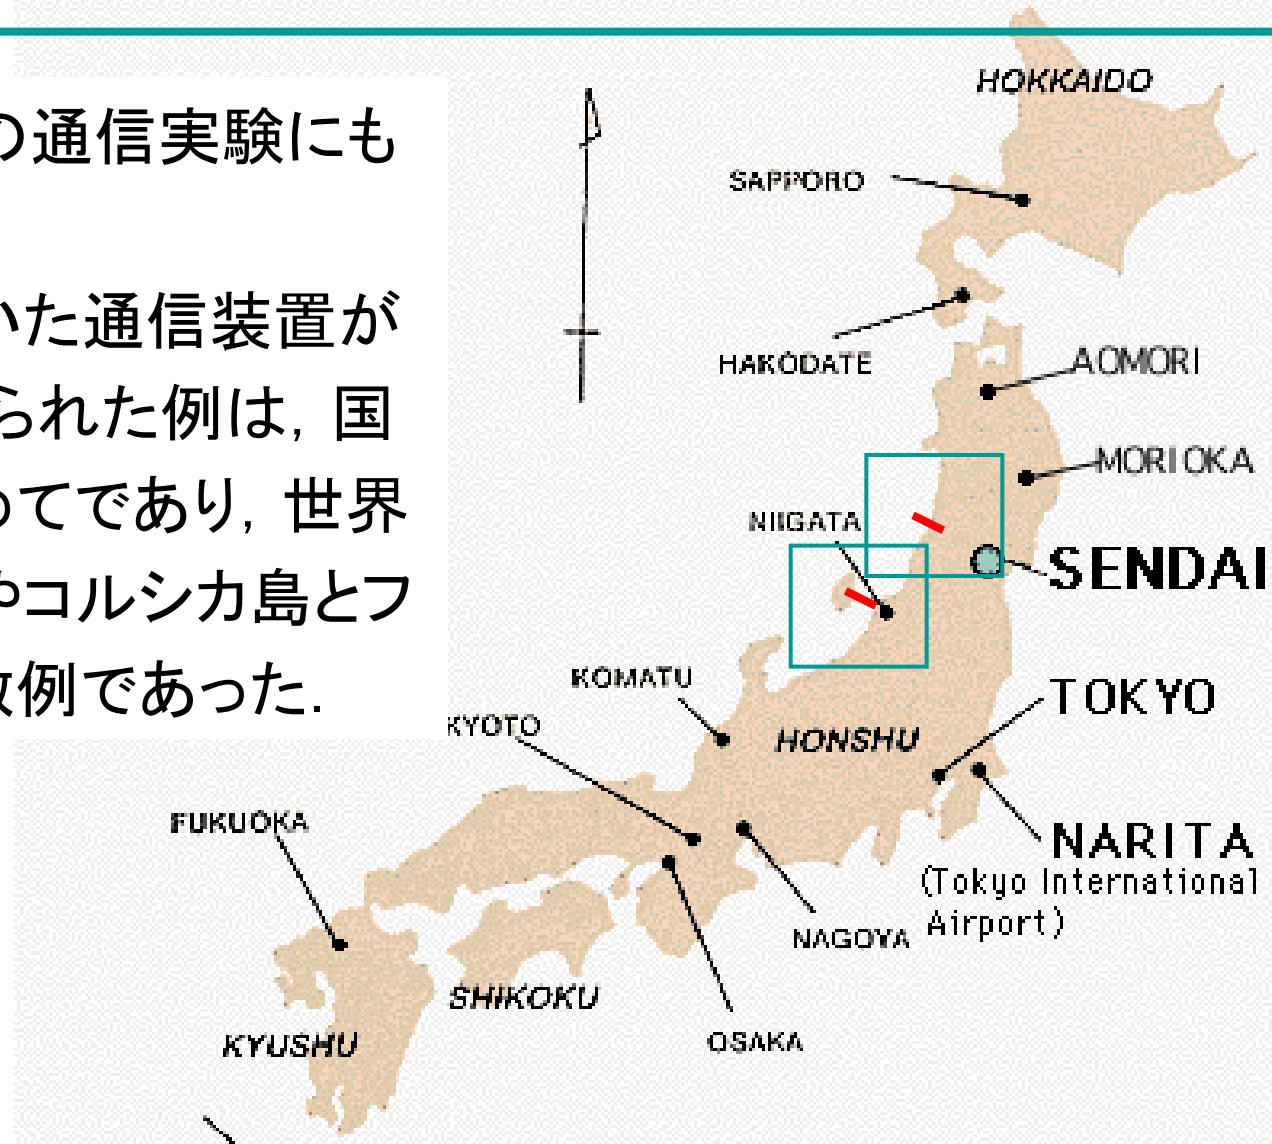 の通信実験にも
いた通信装置が
られた例は，国
めてであり，世界
やコルシカ島とフ
数例であった．
HOKKAIDO
SAPPORO
HAKODATE
AOMORI
MORIOKA
NIIGATA
SENDAI
KOMATU
TOKYO
KYOTO
HONSHU
FUKUOKA
NARITA
(Tokyo International
Airport)
NAGOYA
SHIKOKU
OSAKA
KYUSHU